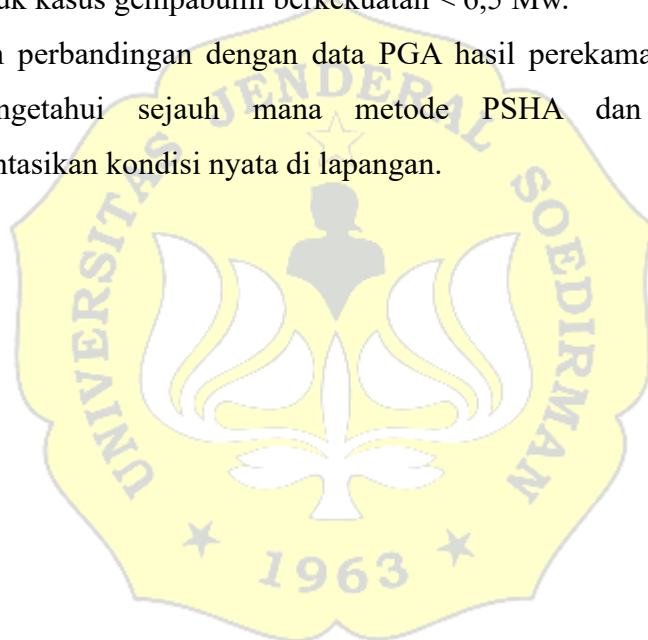 uk kasus gempabumi berkekuatan < 6,5 Mw.
n perbandingan dengan data PGA hasil perekama
ngetahui sejauh mana metode PSHA dan
ntasikan kondisi nyata di lapangan.
UNIVERSITAS JENDERAL SOEDIRMAN
1963